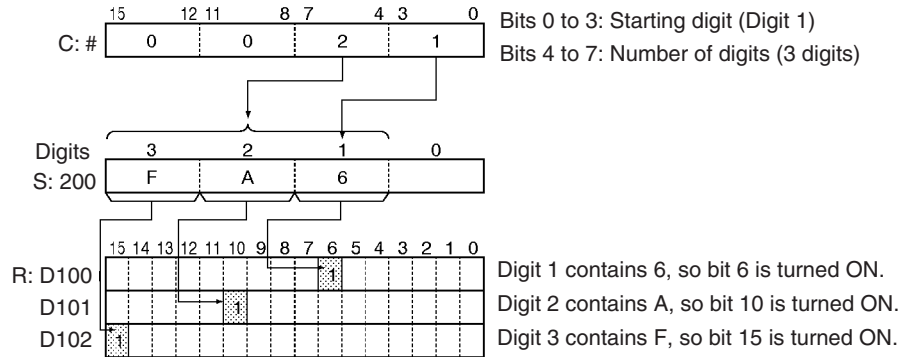 15 12 11 8 7 4 3 0
Bits 0 to 3: Starting digit (Digit 1)
C: # 0 0 2 1
Bits 4 to 7: Number of digits (3 digits)
Digits 3 2 1 0
S: 200 F A 6
15 14 13 12 11 10 9 8 7 6 5 4 3 2 1 0
R: D100 1 Digit 1 contains 6, so bit 6 is turned ON.
D101 1 Digit 2 contains A, so bit 10 is turned ON.
D102 1 Digit 3 contains F, so bit 15 is turned ON.